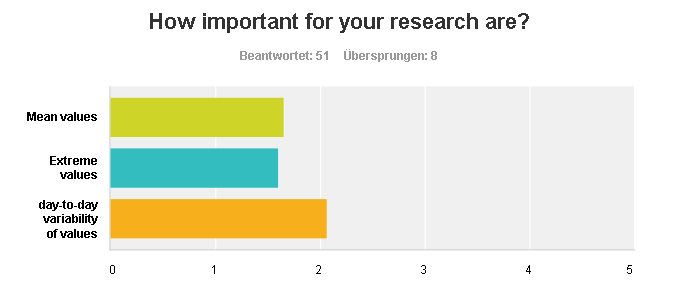 How important for your research are?
Beantwortet: 51 Übersprungen: 8
Mean values
Extreme
values
day-to-day
variability
of values
0 1 2 3 4 5